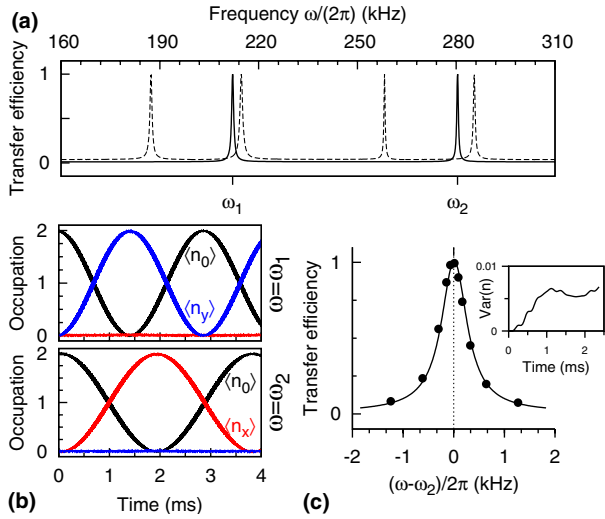 Frequency ω/(2π) (kHz)
(a)
160 190 220 250 280 310
Transfer efficiency
1
0
ω₁ ω₂
Occupation
2
1
0
⟨n₀⟩
⟨n_y⟩
ω=ω₁
Occupation
2
1
0
⟨n₀⟩
⟨n_x⟩
ω=ω₂
0 1 2 3 4
Time (ms)
(b)
Transfer efficiency
1
0
-2 -1 0 1 2
(ω-ω₂)/2π (kHz)
(c)
Var(n)
0.01
0
0 1 2
Time (ms)